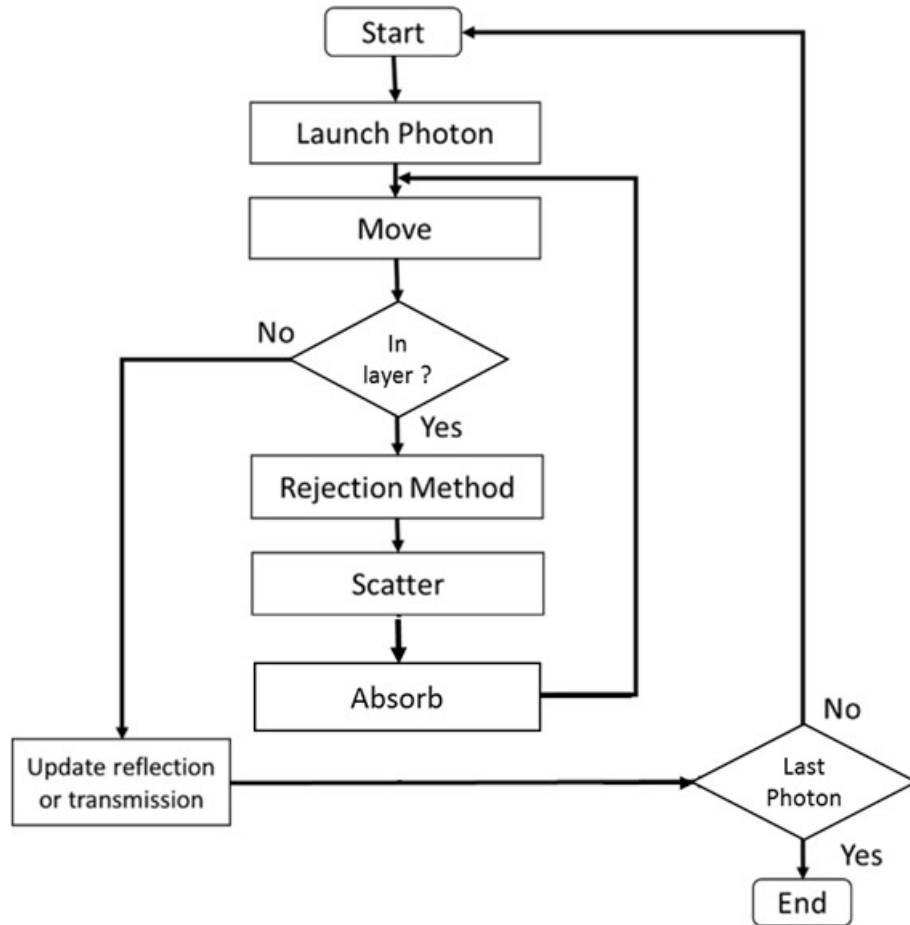 Start
Launch Photon
Move
No
In
layer ?
Yes
Rejection Method
Scatter
Absorb
No
Update reflection
or transmission
Last
Photon
Yes
End